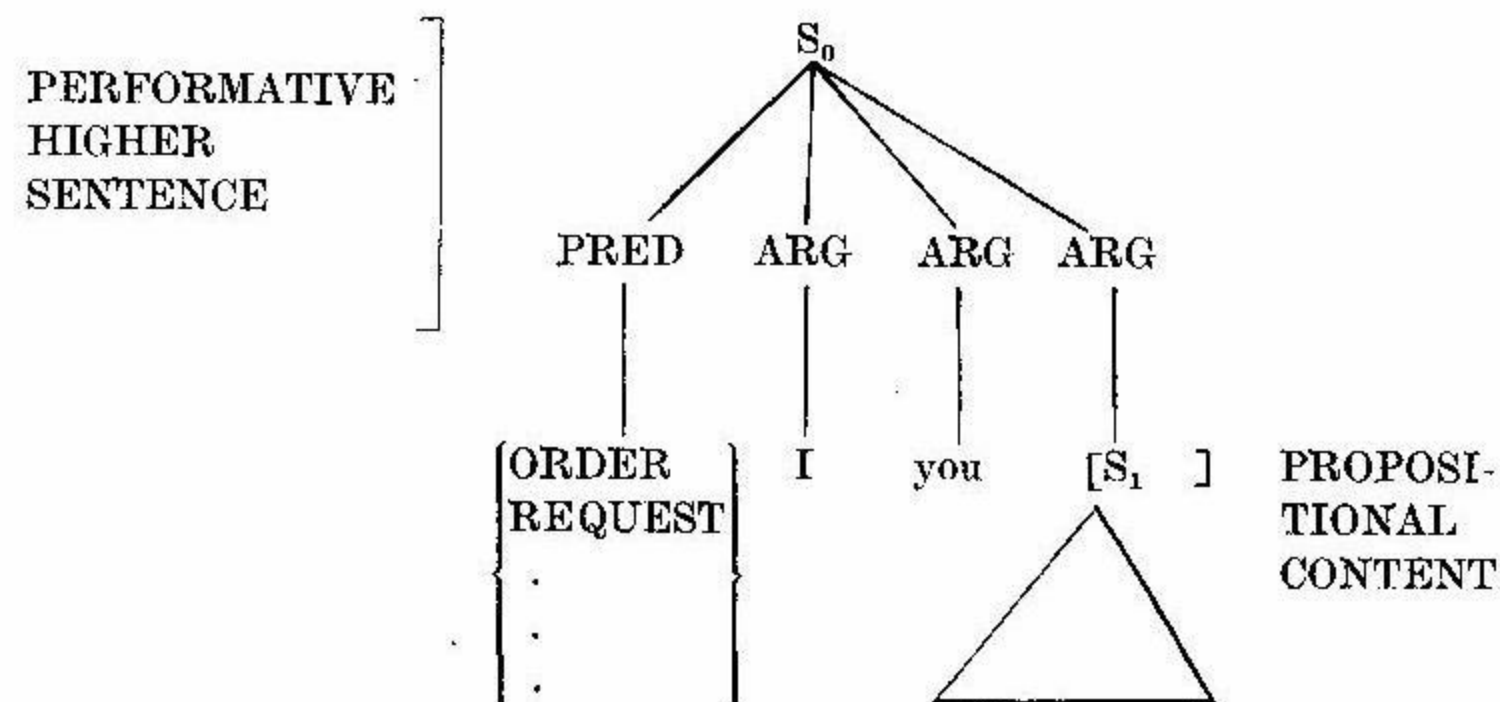 S₀
PERFORMATIVE
HIGHER
SENTENCE
PRED ARG ARG ARG
ORDER I you [S₁ ] PROPOSI-
REQUEST TIONAL
. CONTENT
.
.